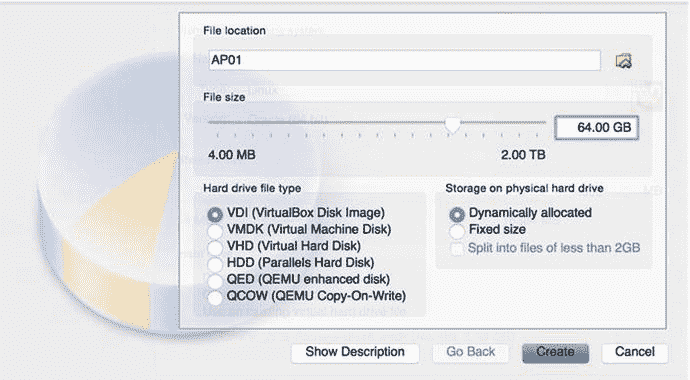 File location
AP01
File size
64.00 GB
4.00 MB 2.00 TB
Hard drive file type
VDI (VirtualBox Disk Image)
VMDK (Virtual Machine Disk)
VHD (Virtual Hard Disk)
HDD (Parallels Hard Disk)
QED (QEMU enhanced disk)
QCOW (QEMU Copy-On-Write)
Storage on physical hard drive
Dynamically allocated
Fixed size
Split into files of less than 2GB
Show Description Go Back Create Cancel